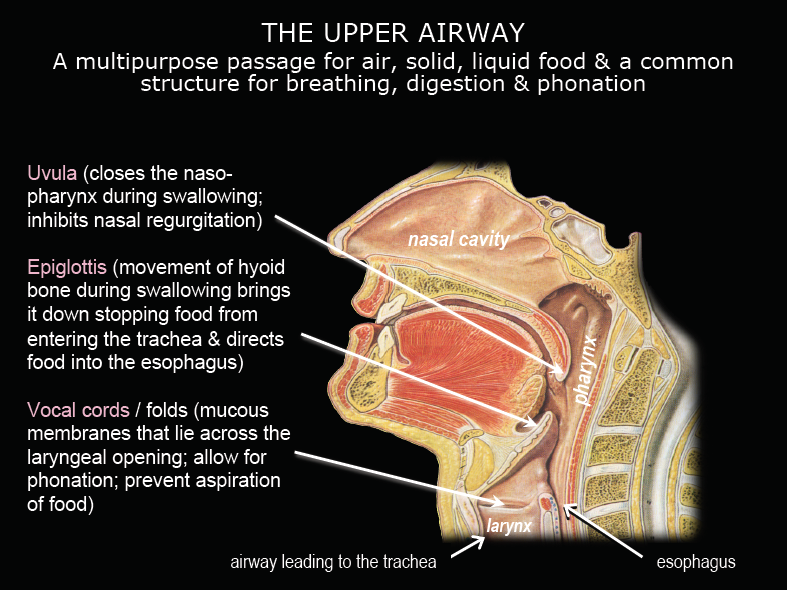 THE UPPER AIRWAY
A multipurpose passage for air, solid, liquid food & a common
structure for breathing, digestion & phonation
Uvula (closes the naso-
pharynx during swallowing;
inhibits nasal regurgitation)
Epiglottis (movement of hyoid
bone during swallowing brings
it down stopping food from
entering the trachea & directs
food into the esophagus)
Vocal cords / folds (mucous
membranes that lie across the
laryngeal opening; allow for
phonation; prevent aspiration
of food)
nasal cavity
pharynx
larynx
airway leading to the trachea
esophagus